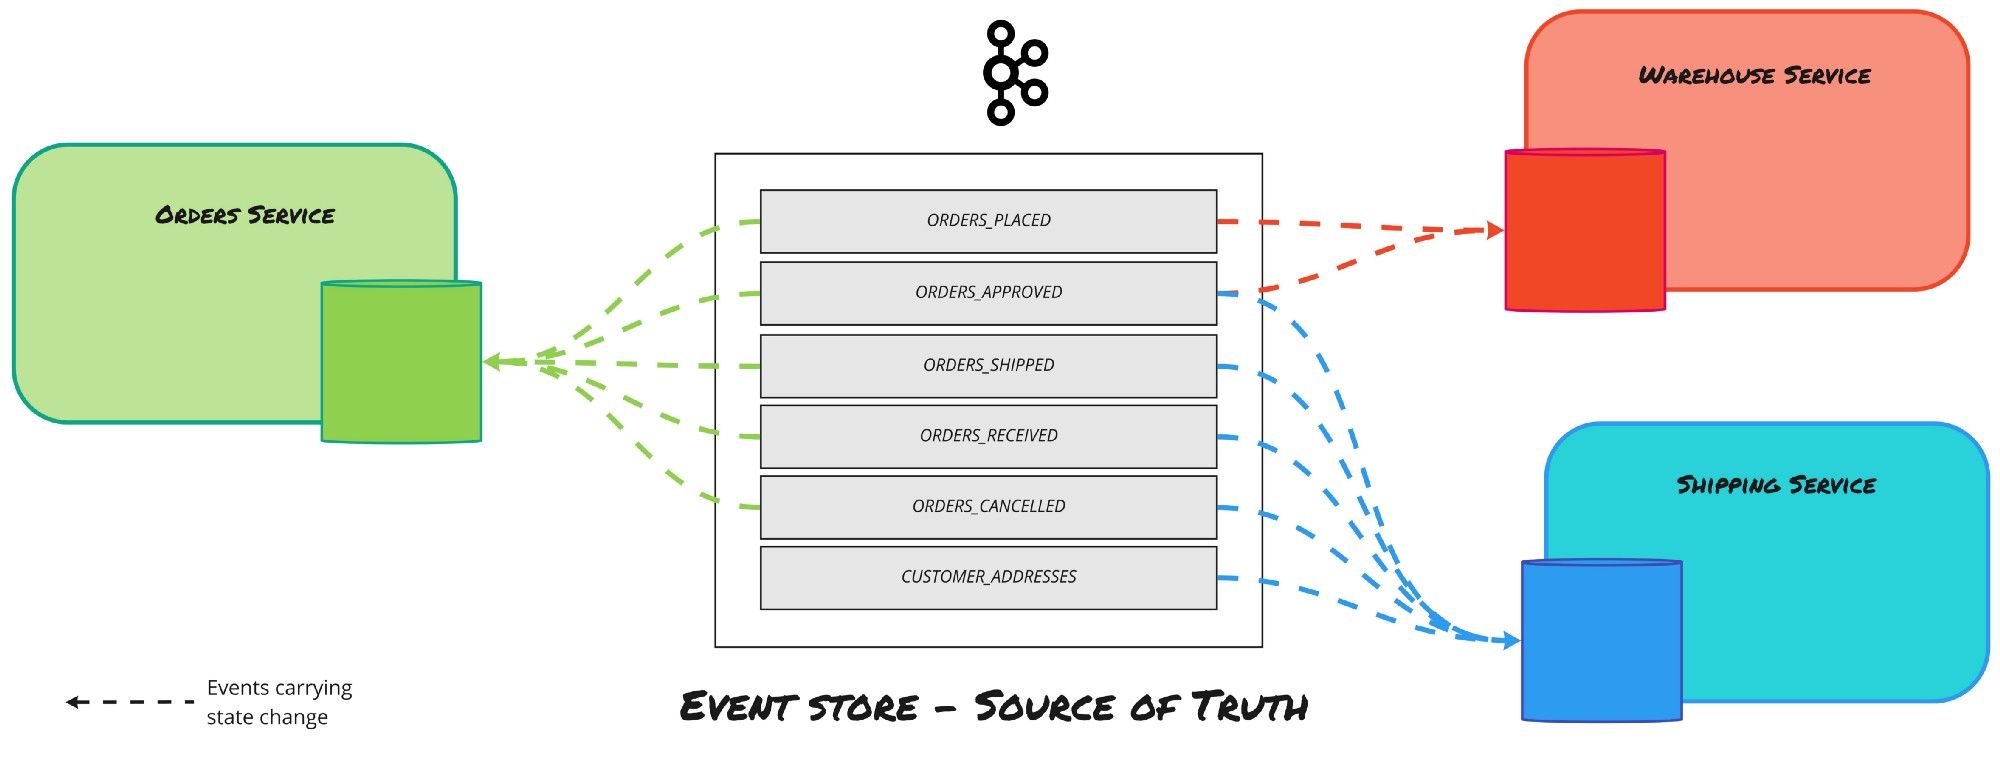 Warehouse Service
Orders Service
ORDERS_PLACED
ORDERS_APPROVED
ORDERS_SHIPPED
ORDERS_RECEIVED
ORDERS_CANCELLED
CUSTOMER_ADDRESSES
Shipping Service
Events carrying
state change
Event store - Source of Truth